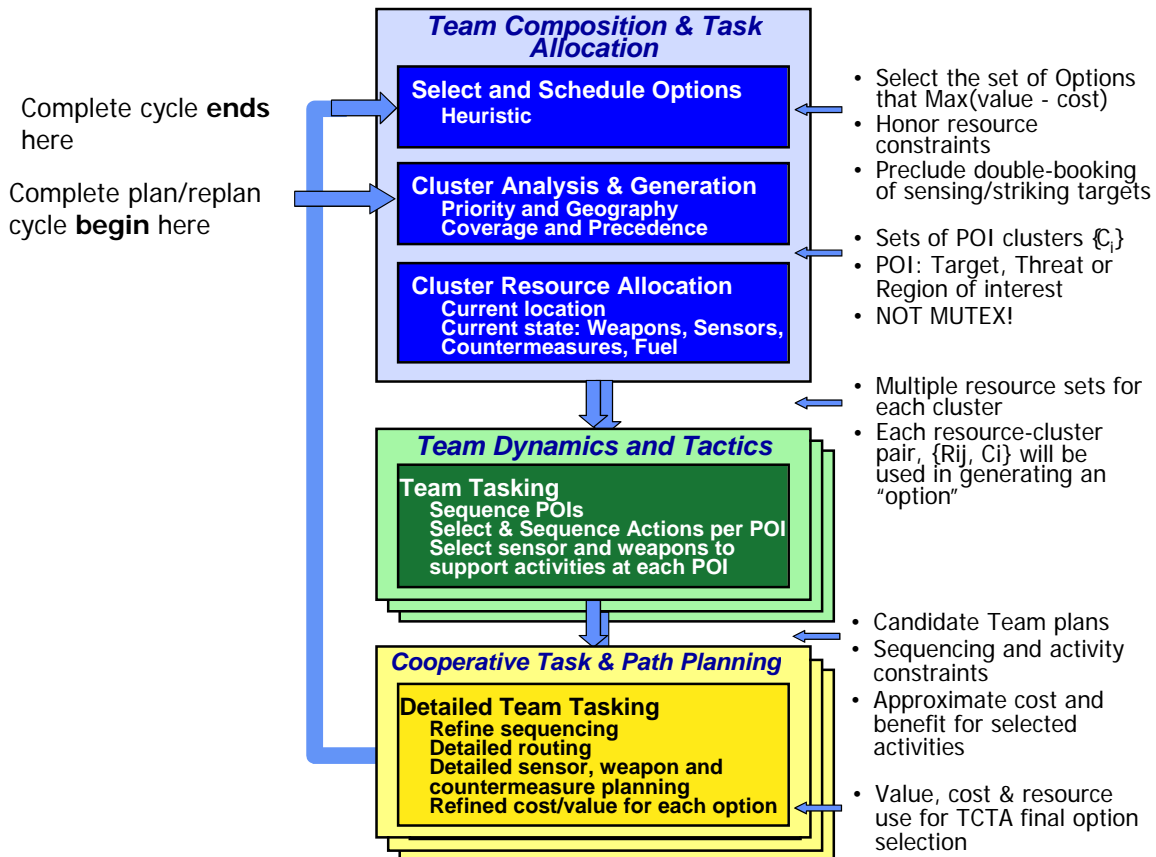 Team Composition & Task
Allocation
Select and Schedule Options
Heuristic
Complete cycle ends
here
• Select the set of Options
that Max(value - cost)
• Honor resource
constraints
• Preclude double-booking
of sensing/striking targets
Cluster Analysis & Generation
Priority and Geography
Coverage and Precedence
Complete plan/replan
cycle begin here
• Sets of POI clusters {Ci}
• POI: Target, Threat or
Region of interest
• NOT MUTEX!
Cluster Resource Allocation
Current location
Current state: Weapons, Sensors,
Countermeasures, Fuel
• Multiple resource sets for
each cluster
• Each resource-cluster
pair, {Rij, Ci} will be
used in generating an
“option”
Team Dynamics and Tactics
Team Tasking
Sequence POIs
Select & Sequence Actions per POI
Select sensor and weapons to
support activities at each POI
• Candidate Team plans
• Sequencing and activity
constraints
• Approximate cost and
benefit for selected
activities
Cooperative Task & Path Planning
Detailed Team Tasking
Refine sequencing
Detailed routing
Detailed sensor, weapon and
countermeasure planning
Refined cost/value for each option
• Value, cost & resource
use for TCTA final option
selection